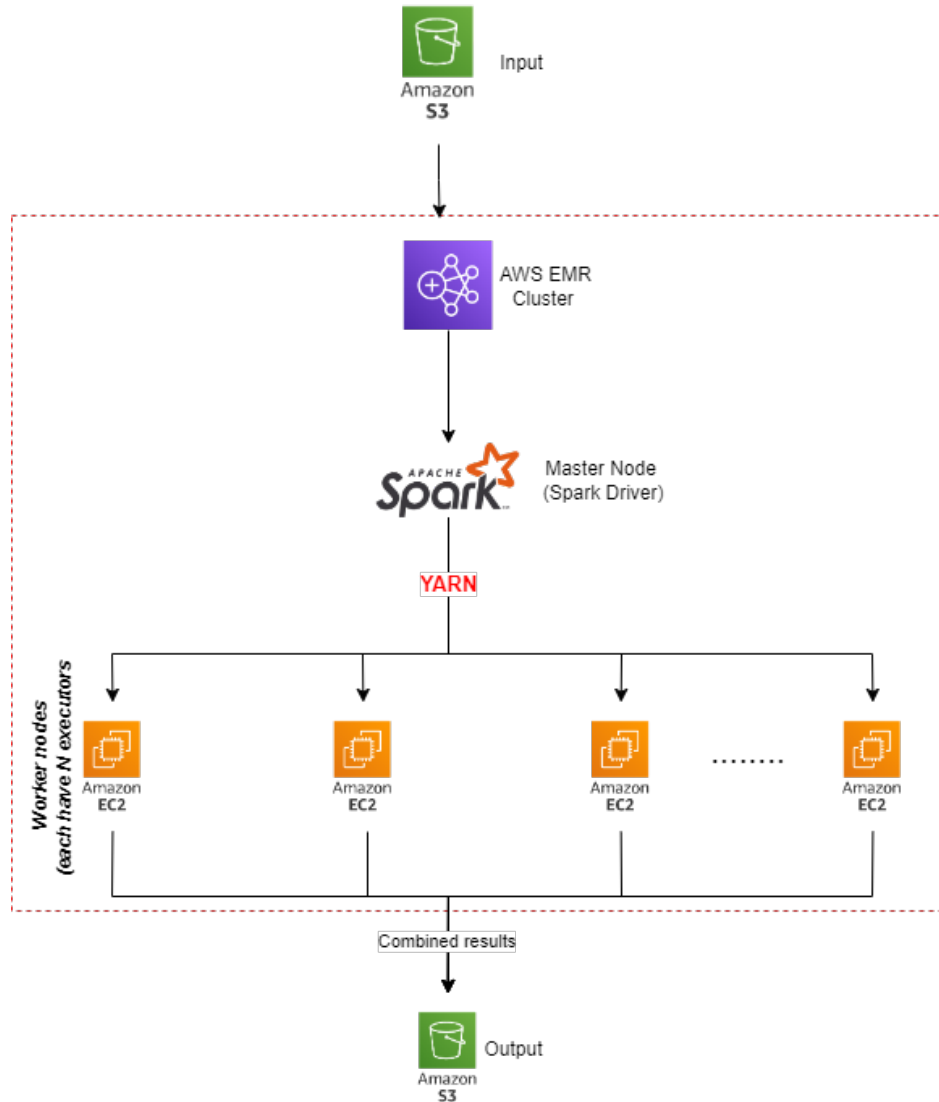 Input
Amazon
S3
AWS EMR
Cluster
APACHE
Spark
Master Node
(Spark Driver)
YARN
Worker nodes
(each have N executors
Amazon
EC2
Amazon
EC2
Amazon
EC2
........
Amazon
EC2
Combined results
Output
Amazon
S3